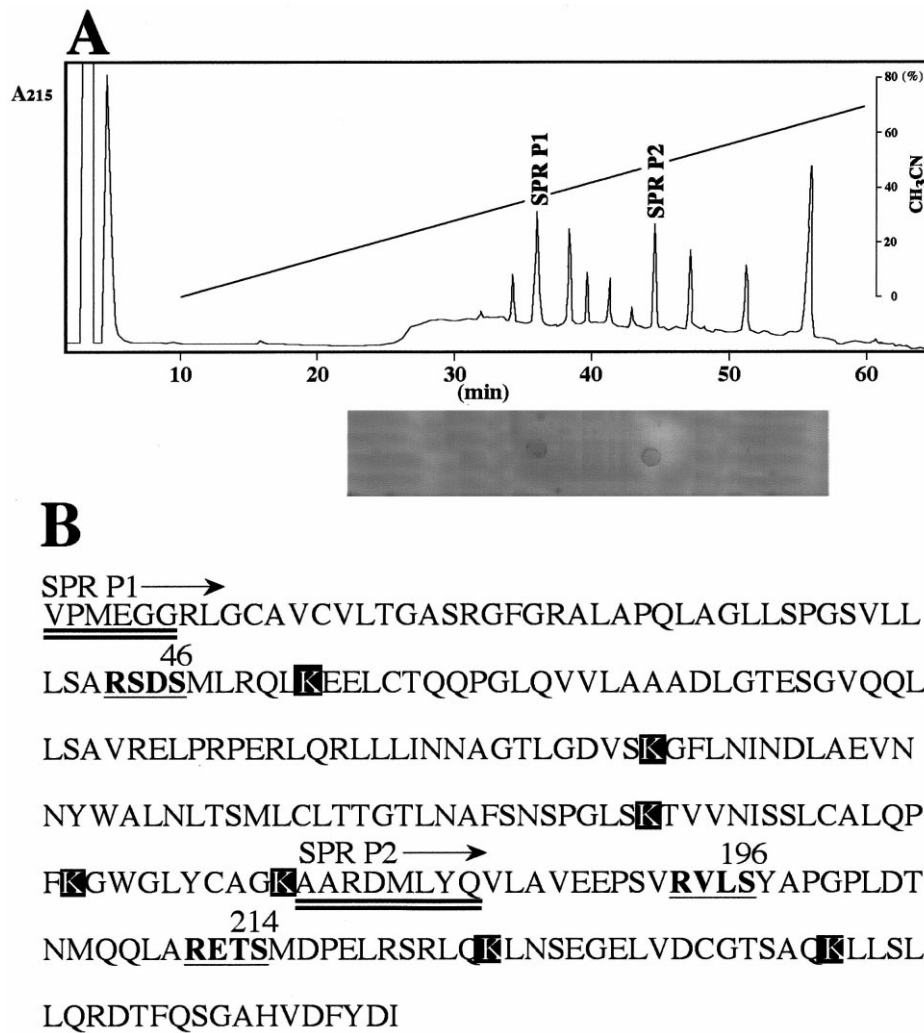 A
A215
80 (%)
60
40
20
0
CH3CN
SPR P1
SPR P2
10 20 30 40 50 60
(min)
B
SPR P1
VPMEGGRLGCAVCVLTGASRGFGRALAPQLAGLLSPGSVLL
46
LSARSDSMLRQLKEELCTQQPGLQVVLAAADLGTESGVQQL
LSAVRELPRPERLQRLLLINNAGTLGDVSKGFLNINDLAEVN
NYWALNLTSMLCLTTGTLNAFSNSPGLSKTVVNISSLCALQP
SPR P2 196
FKGWGLYCAGKAARDMLYQVLAVEEPSVRVLSYAPGPLDT
214
NMQQLARETSMDPELRSRLQKLNSEGELVDCGTSAQKLLSL
LQRDTFQSGAHVDFYDI